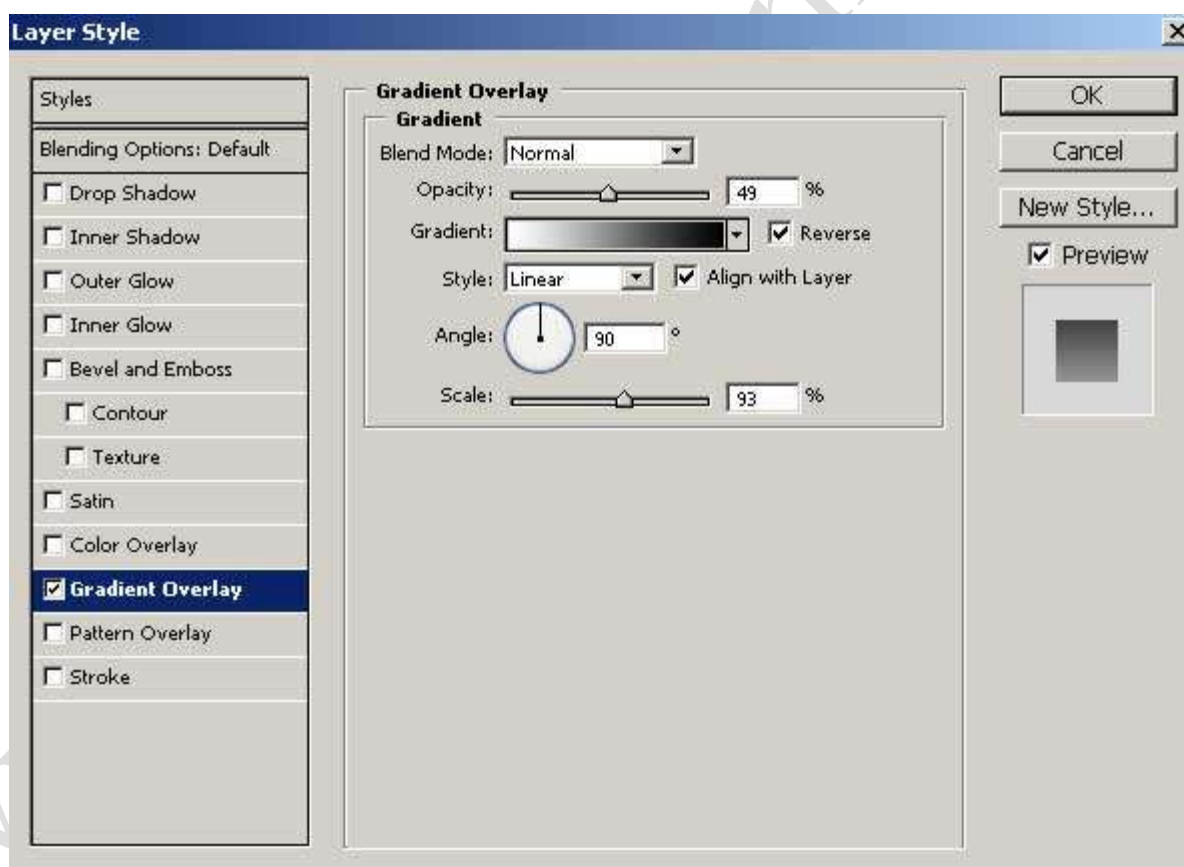 Layer Style
Styles
Blending Options: Default
Drop Shadow
Inner Shadow
Outer Glow
Inner Glow
Bevel and Emboss
Contour
Texture
Satin
Color Overlay
Gradient Overlay
Pattern Overlay
Stroke
Gradient Overlay
Gradient
Blend Mode: Normal
Opacity: 49 %
Gradient: Reverse
Style: Linear Align with Layer
Angle: 90 °
Scale: 93 %
OK
Cancel
New Style...
Preview